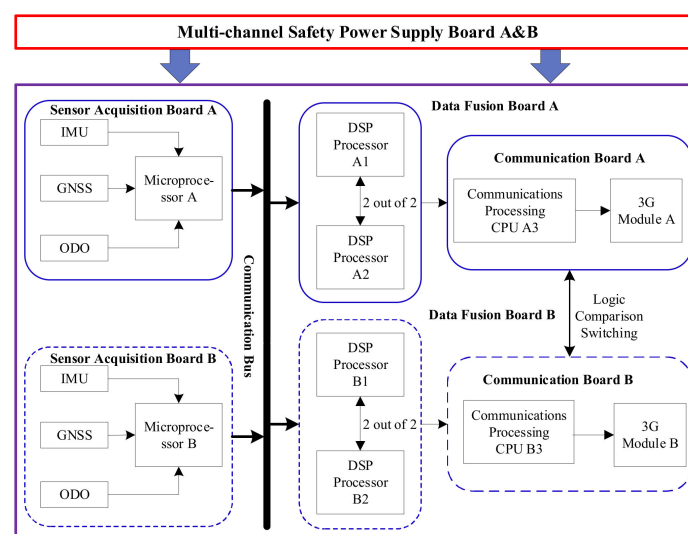 Multi-channel Safety Power Supply Board A&B
Sensor Acquisition Board A
IMU
GNSS
ODO
Microproce-
ssor A
Communication Bus
Data Fusion Board A
DSP
Processor
A1
2 out of 2
DSP
Processor
A2
Communication Board A
Communications
Processing
CPU A3
3G
Module A
Logic
Comparison
Switching
Sensor Acquisition Board B
IMU
GNSS
ODO
Microproce-
ssor B
Data Fusion Board B
DSP
Processor
B1
2 out of 2
DSP
Processor
B2
Communication Board B
Communications
Processing
CPU B3
3G
Module B